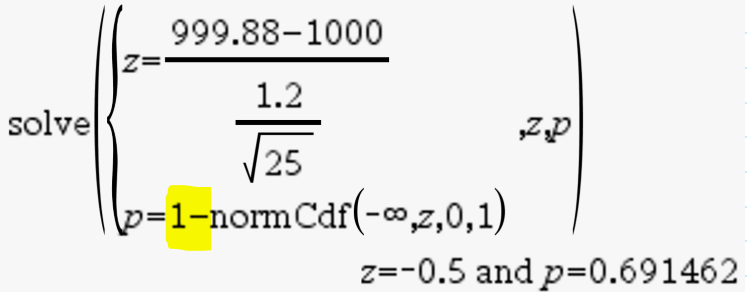 999.88-1000
z=
1.2
solve ,z,p
√25
p=1-normCdf(-∞,z,0,1)
z=-0.5 and p=0.691462